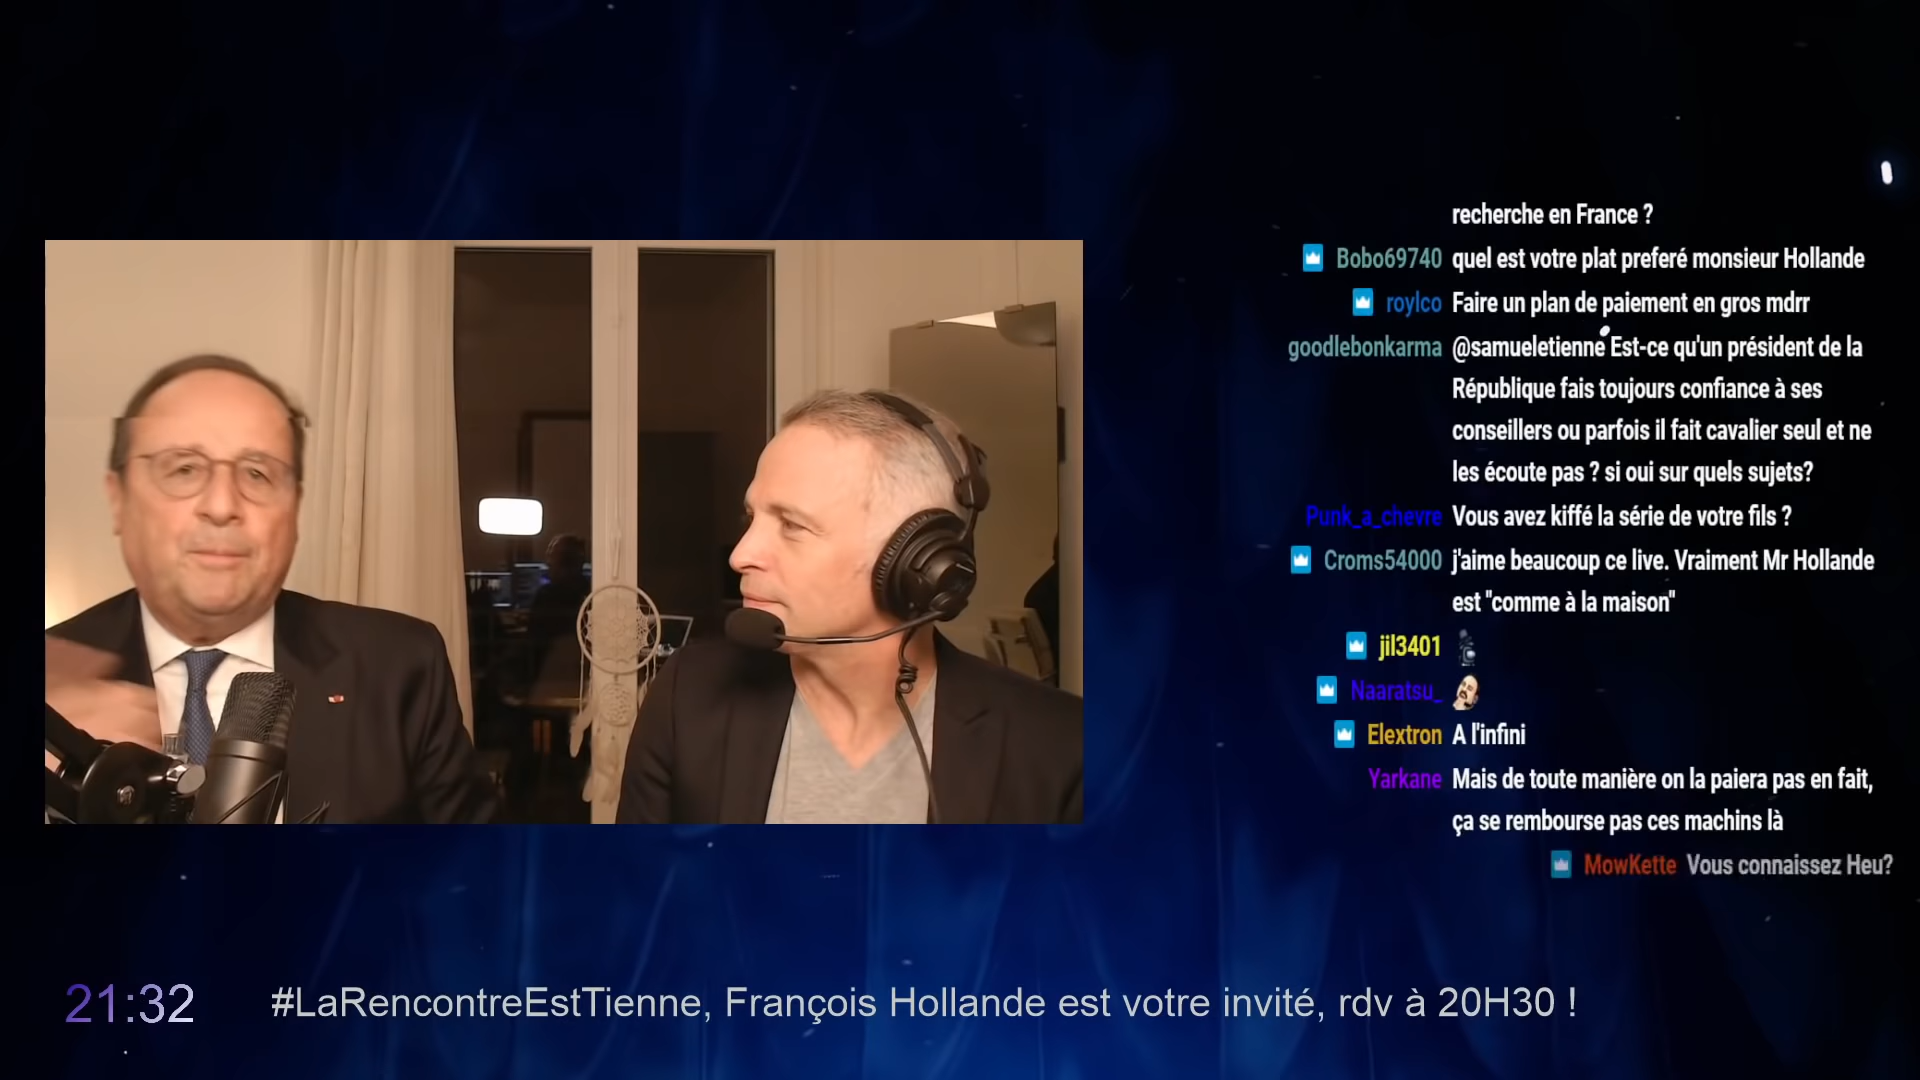 recherche en France ?
Bobo69740 quel est votre plat preferé monsieur Hollande
roylco Faire un plan de paiement en gros mdrr
goodlebonkarma @samueletienne Est-ce qu'un président de la
République fais toujours confiance à ses
conseillers ou parfois il fait cavalier seul et ne
les écoute pas ? si oui sur quels sujets?
Punk_a_chevre Vous avez kiffé la série de votre fils ?
Croms54000 j'aime beaucoup ce live. Vraiment Mr Hollande
est "comme à la maison"
jil3401
Naaratsu_
Elextron A l'infini
Yarkane Mais de toute manière on la paiera pas en fait,
ça se rembourse pas ces machins là
MowKette Vous connaissez Heu?
21:32 #LaRencontreEstTienne, François Hollande est votre invité, rdv à 20H30 !